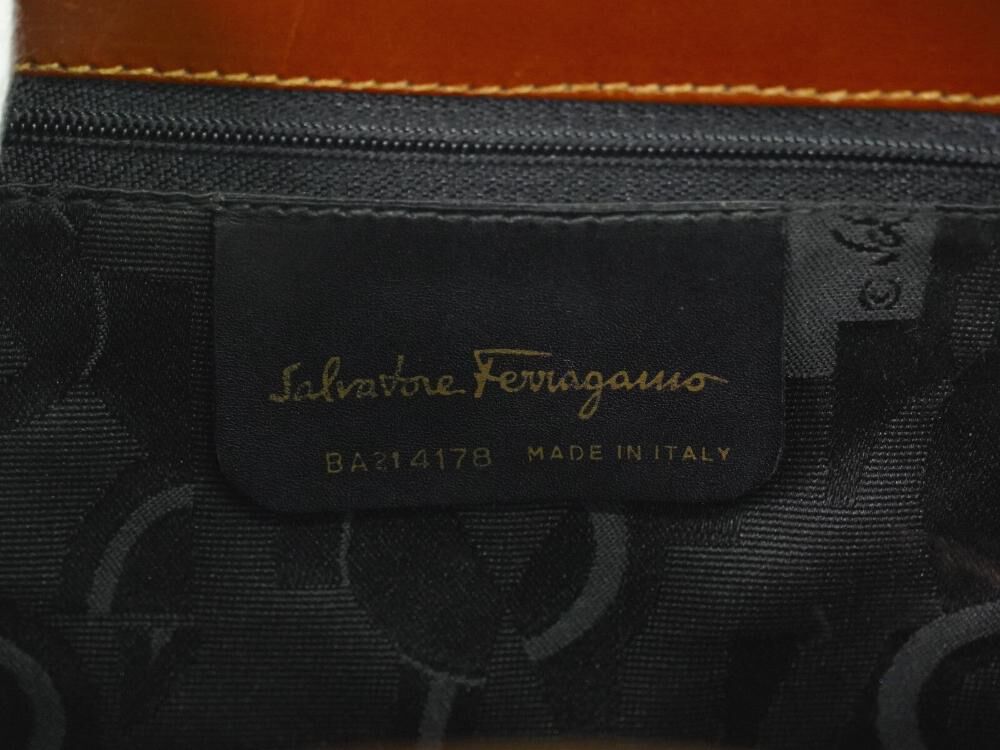 Salvatore Ferragamo
BA214178 MADE IN ITALY
©